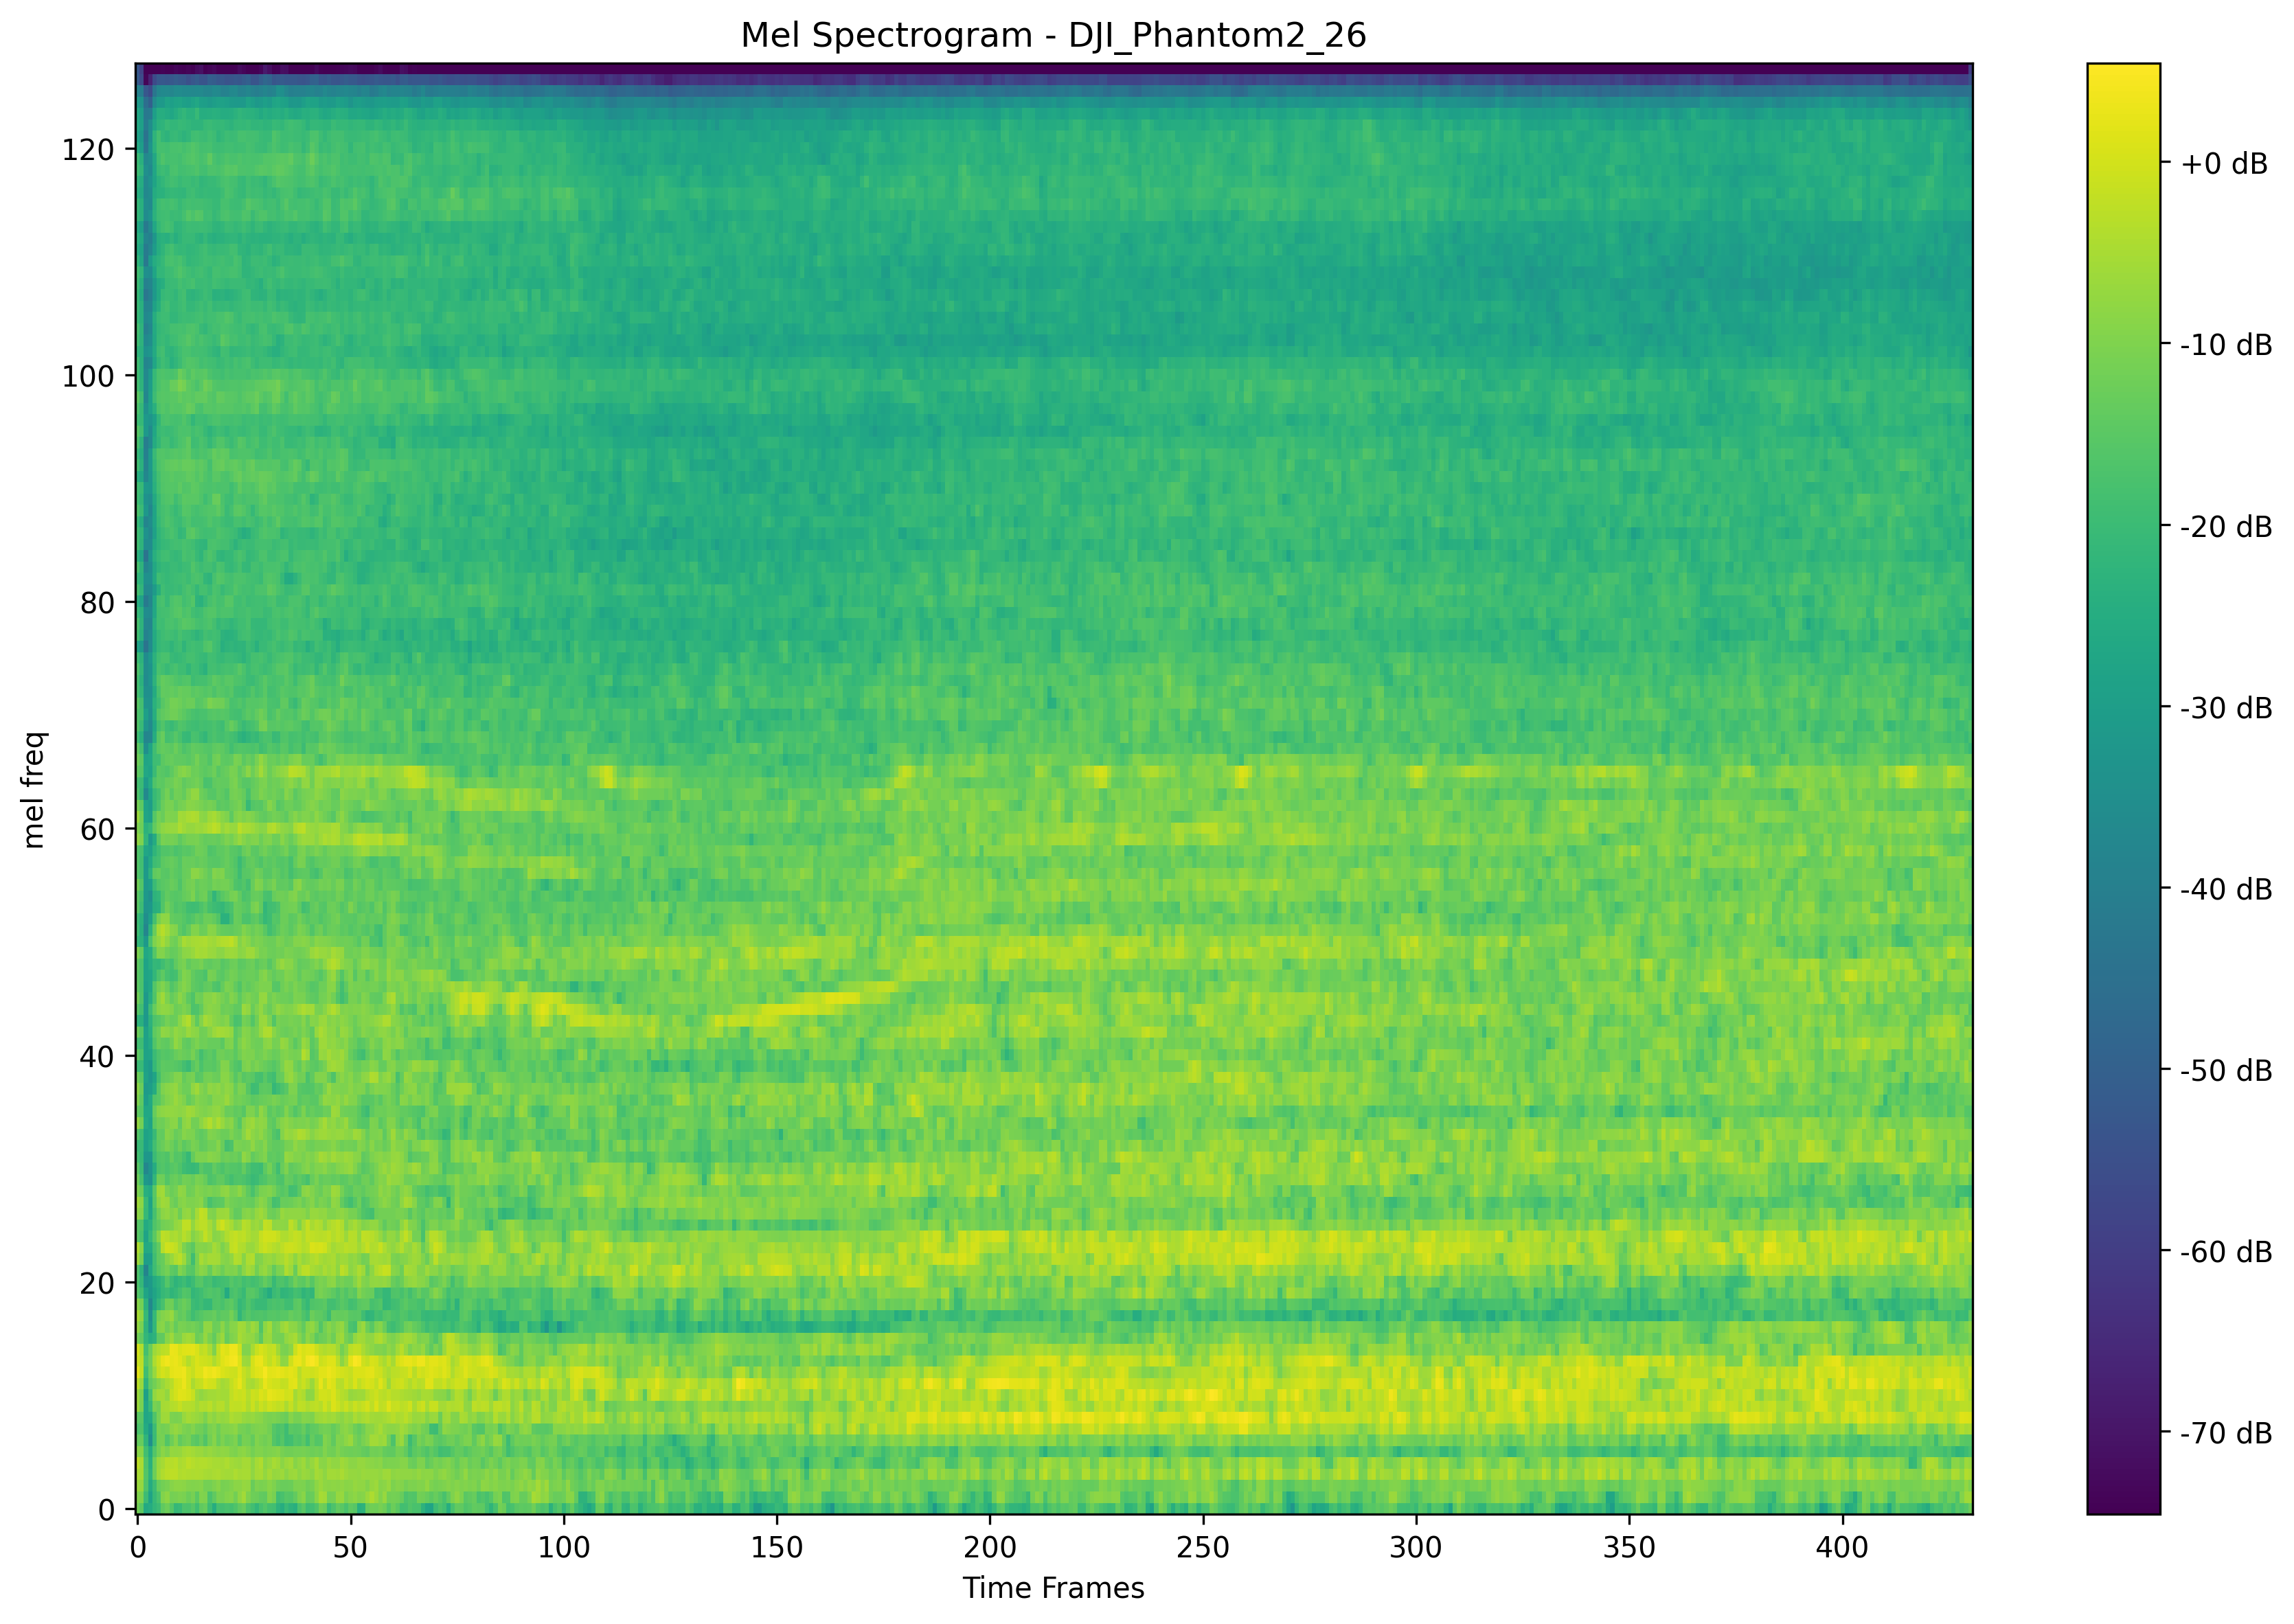 Mel Spectrogram - DJI_Phantom2_26
mel freq
120
100
80
60
40
20
0
0 50 100 150 200 250 300 350 400
Time Frames
+0 dB
-10 dB
-20 dB
-30 dB
-40 dB
-50 dB
-60 dB
-70 dB